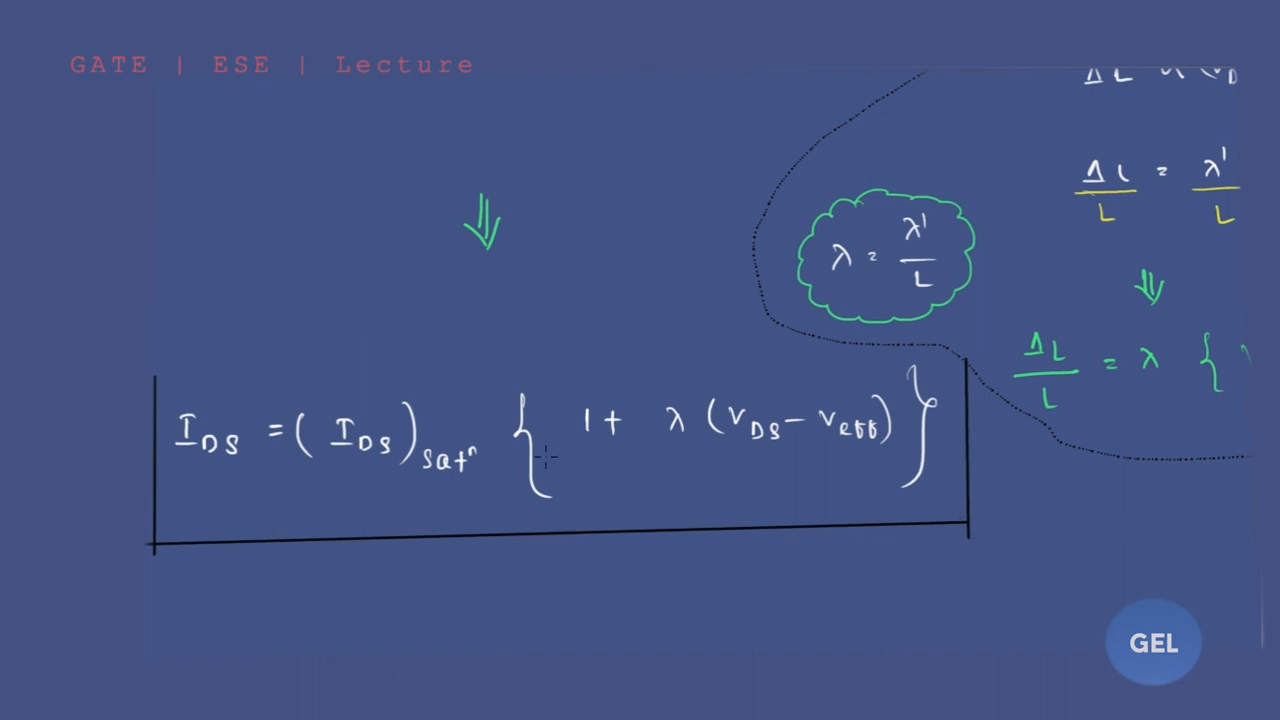 GATE | ESE | Lecture
ΔL = λ'
L L
λ = λ'/L
ΔL/L = λ {
I_DS = (I_DS)_satⁿ { 1 + λ (V_DS − V_eff) }
GEL